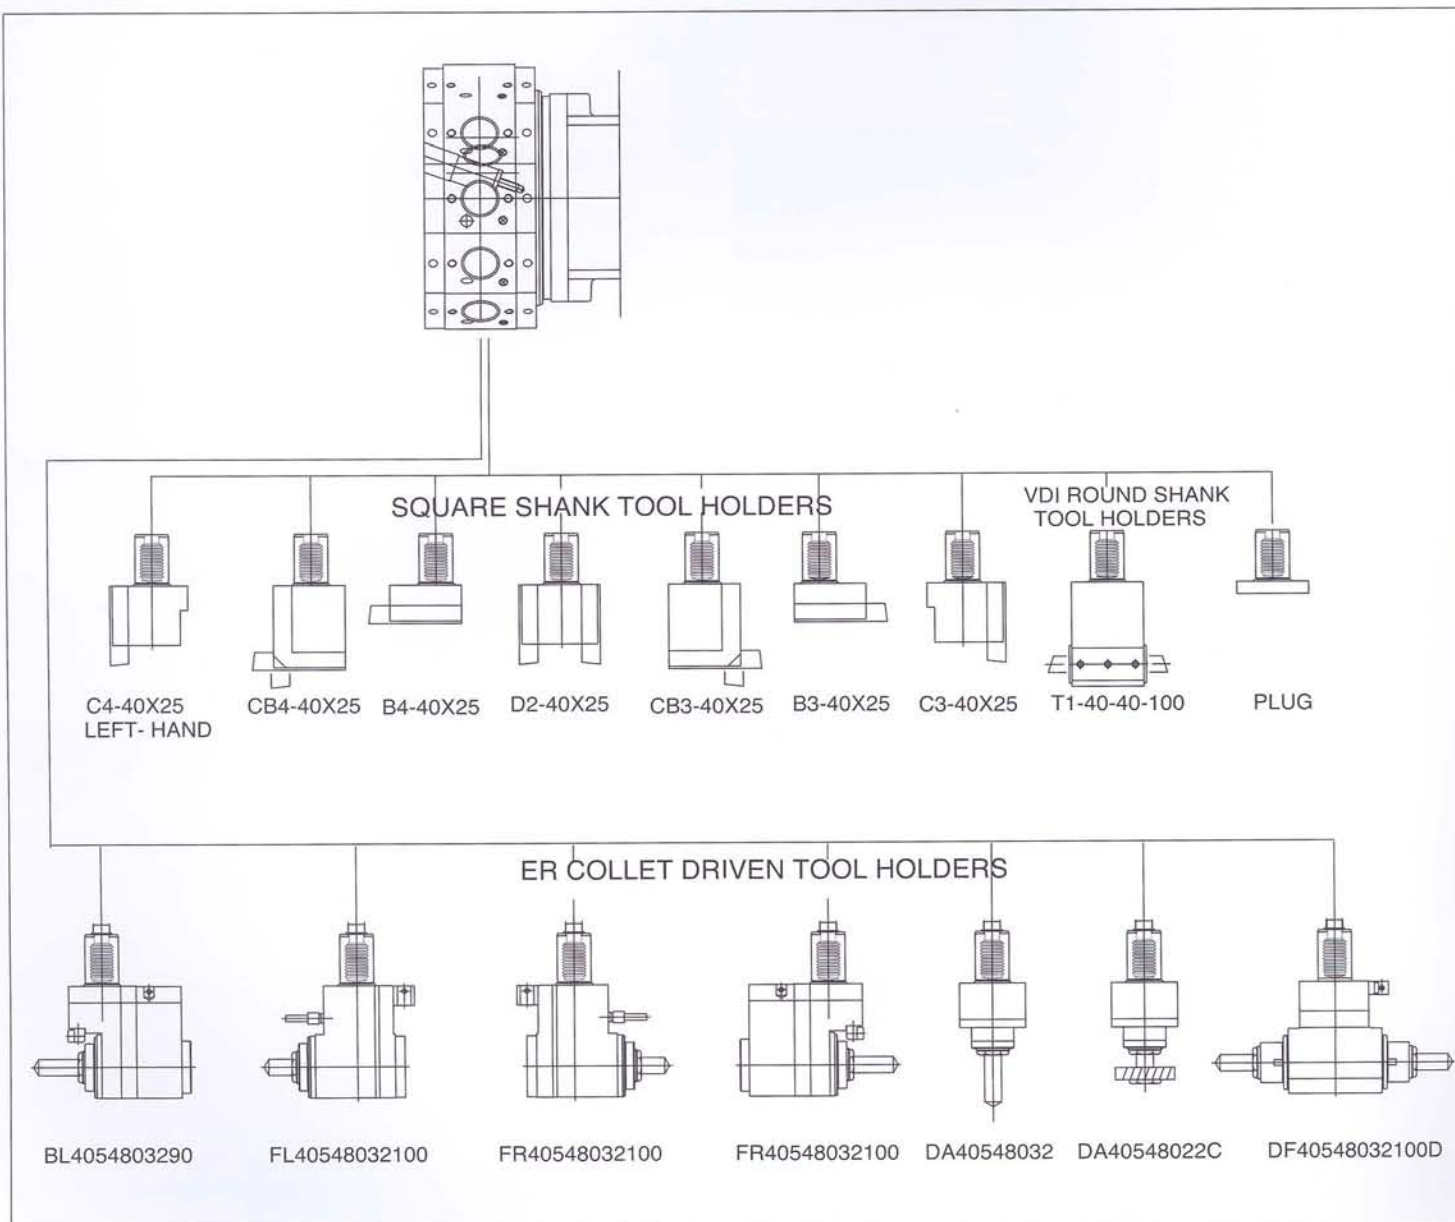 SQUARE SHANK TOOL HOLDERS
VDI ROUND SHANK
TOOL HOLDERS
C4-40X25
LEFT- HAND
CB4-40X25
B4-40X25
D2-40X25
CB3-40X25
B3-40X25
C3-40X25
T1-40-40-100
PLUG
ER COLLET DRIVEN TOOL HOLDERS
BL4054803290
FL40548032100
FR40548032100
FR40548032100
DA40548032
DA40548022C
DF40548032100D